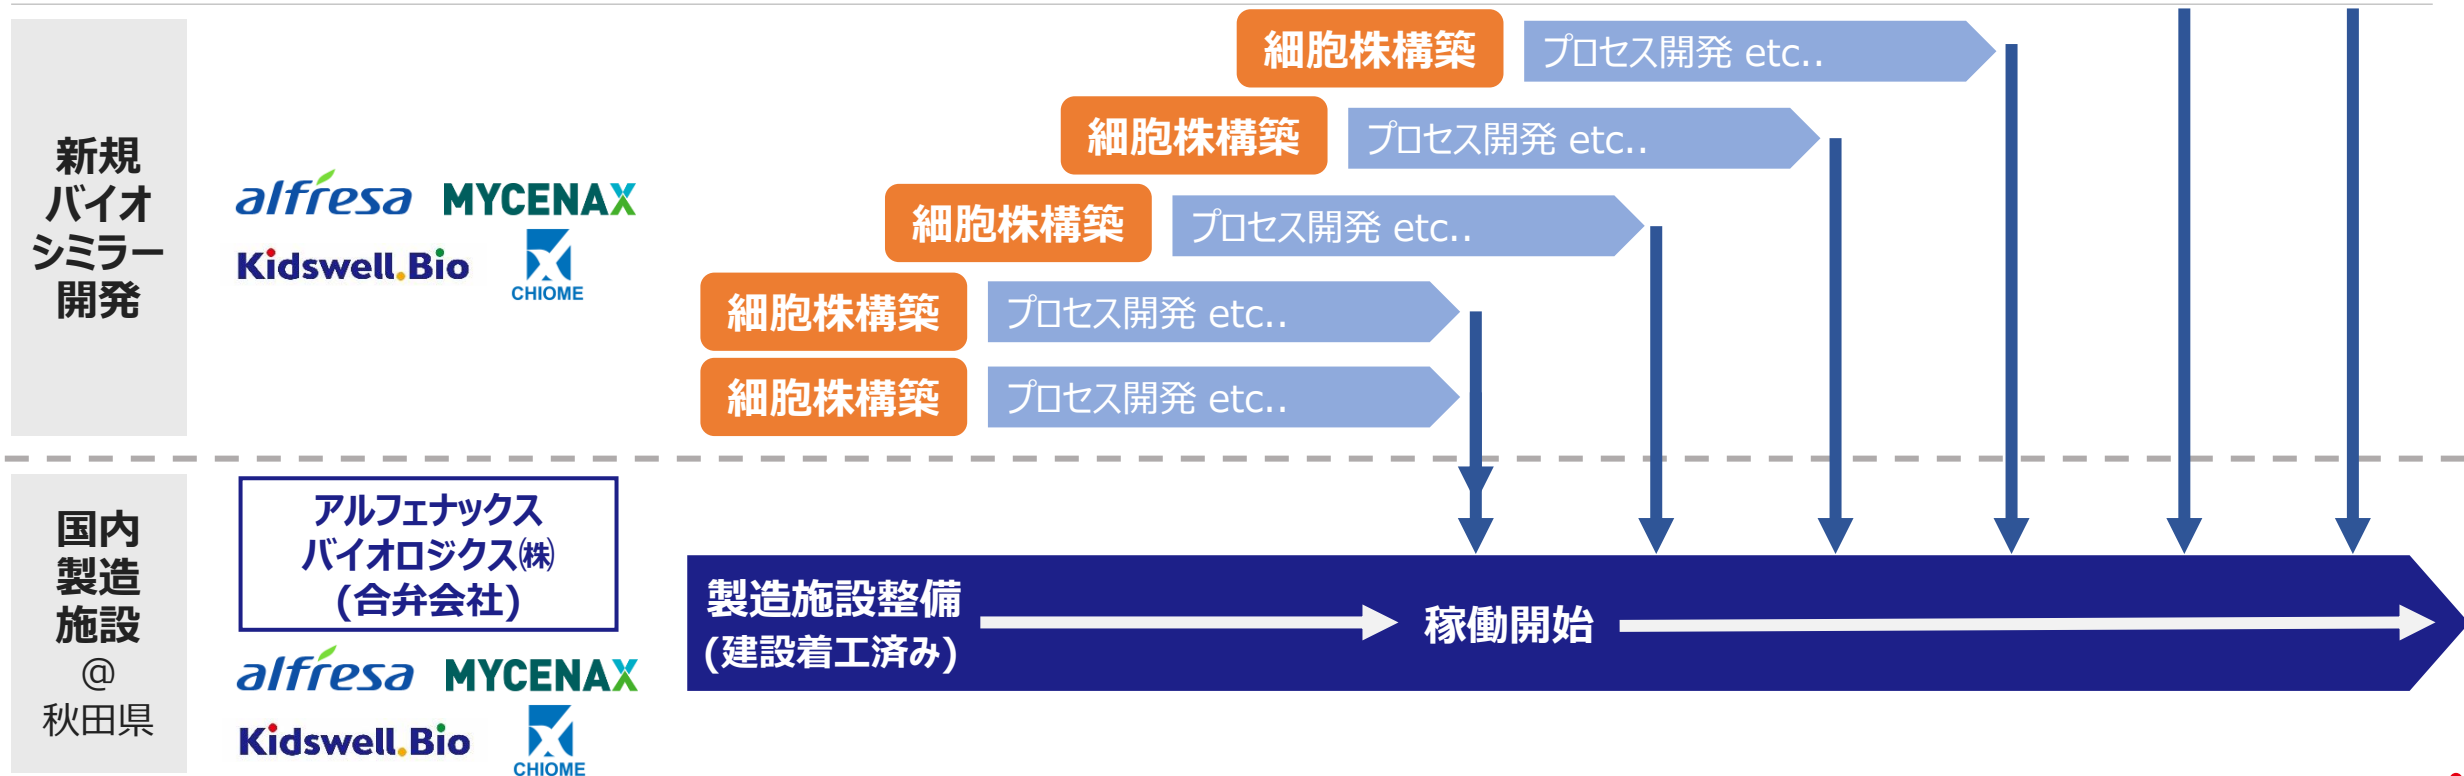 新規
バイオ
シミラー
開発
alfresa MYCENAX
Kidswell.Bio CHIOME
細胞株構築 プロセス開発 etc..
細胞株構築 プロセス開発 etc..
細胞株構築 プロセス開発 etc..
細胞株構築 プロセス開発 etc..
細胞株構築 プロセス開発 etc..
国内
製造
施設
@
秋田県
アルフェナックス
バイオロジクス㈱
(合弁会社)
alfresa MYCENAX
Kidswell.Bio CHIOME
製造施設整備
(建設着工済み)
稼働開始